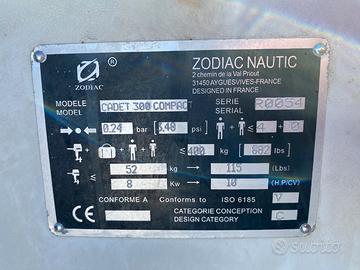 ZODIAC NAUTIC
2 chemin de la Val Priout
31450 AYGUESVIVES-FRANCE
DESIGNED IN FRANCE
ZODIAC ®
MODELE
MODEL CADET 300 COMPACT
SERIE
SERIAL R0054
0.24 bar 3.48 psi ≤ 4 + 0
≤ 400 kg 882 lbs
≤ 52 kg 115 (Lbs)
8 Kw 10 (H.P/CV)
CONFORME A Conforms to ISO 6185 V
CE CATEGORIE CONCEPTION
DESIGN CATEGORY C
subito